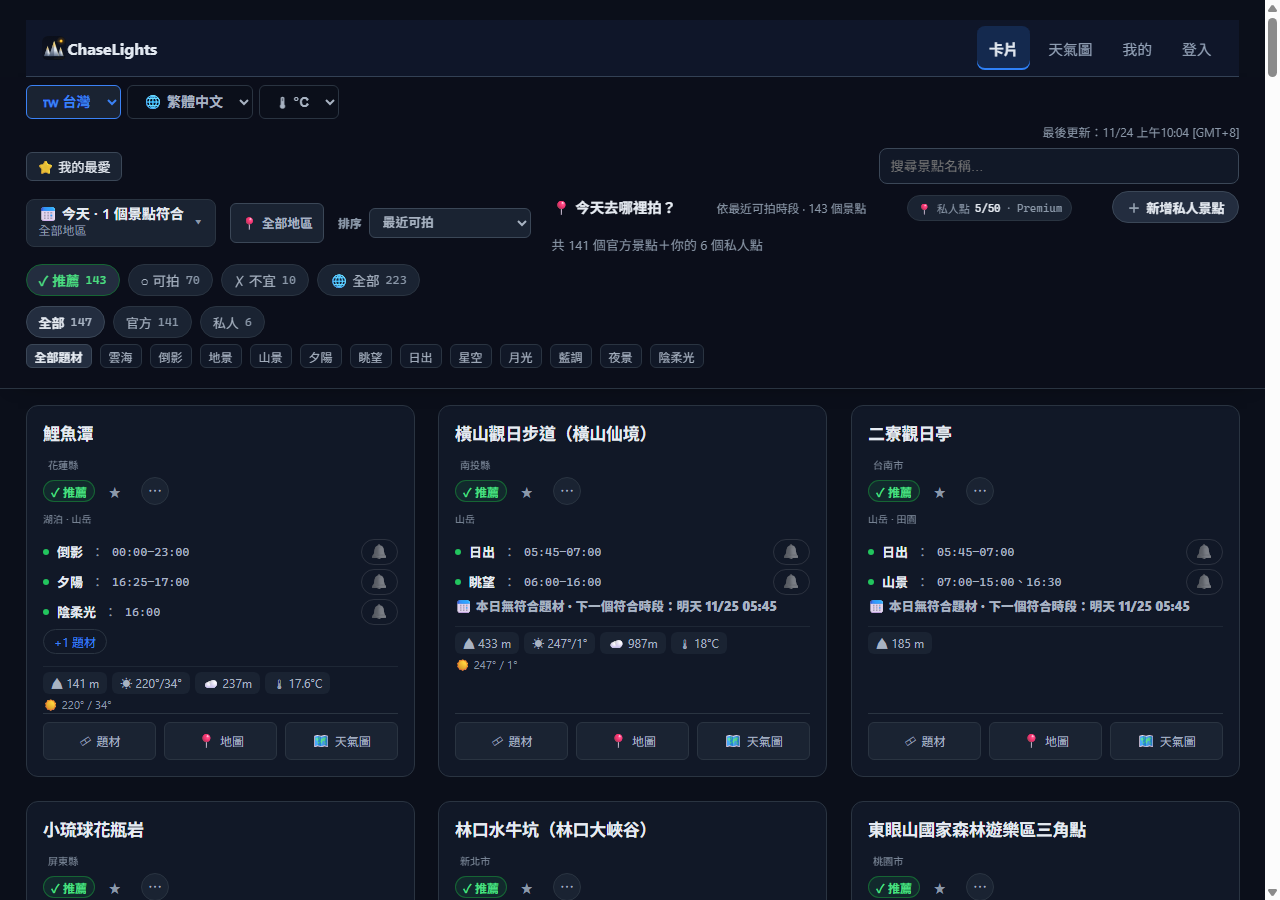 ChaseLights
卡片 天氣圖 我的 登入
TW 台灣 繁體中文 °C
最後更新：11/24 上午10:04 [GMT+8]
我的最愛
搜尋景點名稱…
今天 · 1 個景點符合
全部地區
全部地區
排序 最近可拍
今天去哪裡拍？
依最近可拍時段 · 143 個景點
私人點 5/50 · Premium
＋ 新增私人景點
共 141 個官方景點＋你的 6 個私人點
✓ 推薦 143 ○ 可拍 70 ✗ 不宜 10 全部 223
全部 147 官方 141 私人 6
全部題材 雲海 倒影 地景 山景 夕陽 眺望 日出 星空 月光 藍調 夜景 陰柔光
鯉魚潭
花蓮縣
✓ 推薦 ★ ⋯
湖泊 · 山岳
倒影 ： 00:00–23:00
夕陽 ： 16:25–17:00
陰柔光 ： 16:00
+1 題材
141 m 220°/34° 237m 17.6°C
220° / 34°
題材 地圖 天氣圖
橫山觀日步道（橫山仙境）
南投縣
✓ 推薦 ★ ⋯
山岳
日出 ： 05:45–07:00
眺望 ： 06:00–16:00
本日無符合題材 · 下一個符合時段：明天 11/25 05:45
433 m 247°/1° 987m 18°C
247° / 1°
題材 地圖 天氣圖
二寮觀日亭
台南市
✓ 推薦 ★ ⋯
山岳 · 田園
日出 ： 05:45–07:00
山景 ： 07:00–15:00、16:30
本日無符合題材 · 下一個符合時段：明天 11/25 05:45
185 m
題材 地圖 天氣圖
小琉球花瓶岩
屏東縣
✓ 推薦 ★ ⋯
林口水牛坑（林口大峽谷）
新北市
✓ 推薦 ★ ⋯
東眼山國家森林遊樂區三角點
桃園市
✓ 推薦 ★ ⋯